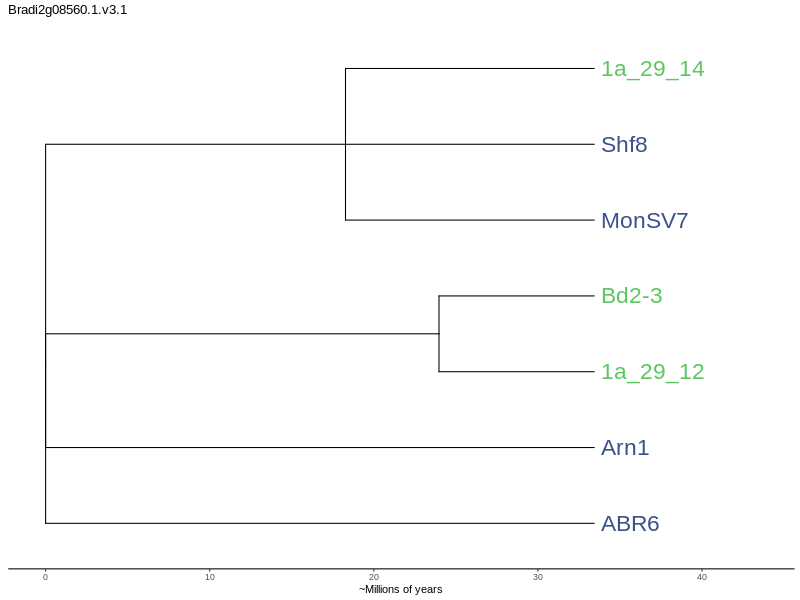 Bradi2g08560.1.v3.1
1a_29_14
Shf8
MonSV7
Bd2-3
1a_29_12
Arn1
ABR6
0 10 20 30 40
~Millions of years